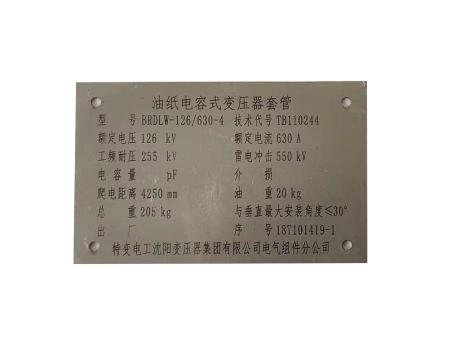 油纸电容式变压器套管
型 号 BRDLW-126/630-4 技术代号 TB110244
额定电压 126 kV 额定电流 630 A
工频耐压 255 kV 雷电冲击 550 kV
电容量 pF 介 损
爬电距离 4250 mm 油 重 20 kg
总 重 205 kg 与垂直最大安装角度≤30°
出 厂 序 号 187101419-1
特变电工沈阳变压器集团有限公司电气组件分公司